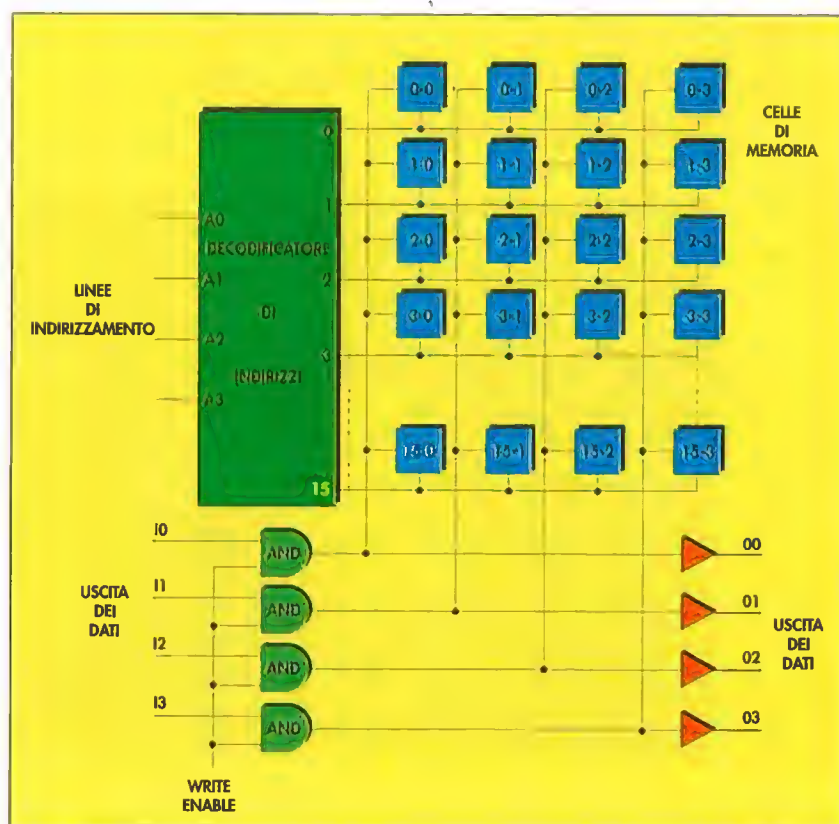 0-0 0-1 0-2 0-3
CELLE
DI
MEMORIA
0
1-0 1-1 1-2 1-3
1
2-0 2-1 2-2 2-3
2
3-0 3-1 3-2 3-3
3
15-0 15-1 15-2 15-3
15
LINEE
DI
INDIRIZZAMENTO
A0
A1
A2
A3
DECODIFICATORE
DI
INDIRIZZI
I0
I1
I2
I3
USCITA
DEI
DATI
AND
AND
AND
AND
WRITE
ENABLE
00
01
02
03
USCITA
DEI
DATI